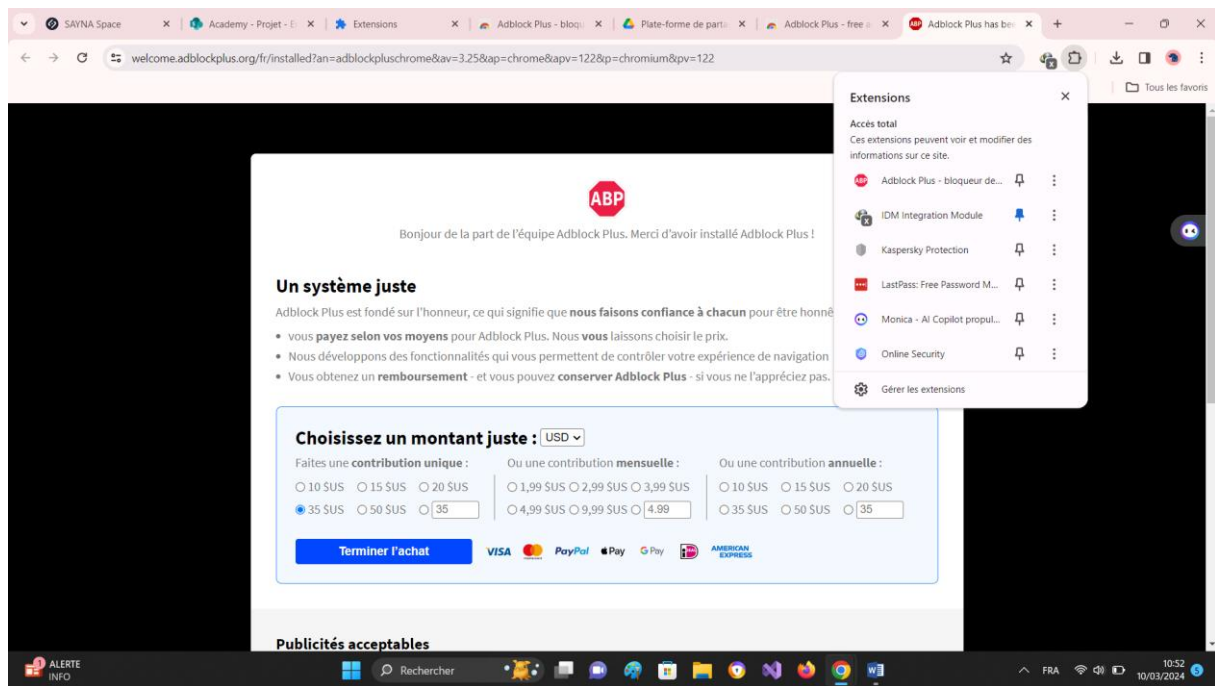 SAYNA Space
Academy - Projet - E
Extensions
Adblock Plus - bloqu
Plate-forme de parta
Adblock Plus - free a
Adblock Plus has bee
welcome.adblockplus.org/fr/installed?an=adblockpluschrome&av=3.25&ap=chrome&apv=122&p=chromium&pv=122
Tous les favoris
Extensions
Accès total
Ces extensions peuvent voir et modifier des
informations sur ce site.
Adblock Plus - bloqueur de...
IDM Integration Module
Kaspersky Protection
LastPass: Free Password M...
Monica - AI Copilot propul...
Online Security
Gérer les extensions
ABP
Bonjour de la part de l'équipe Adblock Plus. Merci d'avoir installé Adblock Plus !
Un système juste
Adblock Plus est fondé sur l'honneur, ce qui signifie que nous faisons confiance à chacun pour être honnê
• vous payez selon vos moyens pour Adblock Plus. Nous vous laissons choisir le prix.
• Nous développons des fonctionnalités qui vous permettent de contrôler votre expérience de navigation
• Vous obtenez un remboursement - et vous pouvez conserver Adblock Plus - si vous ne l'appréciez pas.
Choisissez un montant juste : USD
Faites une contribution unique : Ou une contribution mensuelle : Ou une contribution annuelle :
10 $US 15 $US 20 $US 1,99 $US 2,99 $US 3,99 $US 10 $US 15 $US 20 $US
35 $US 50 $US 35 4,99 $US 9,99 $US 4.99 35 $US 50 $US 35
Terminer l'achat VISA PayPal Pay G Pay AMERICAN EXPRESS
Publicités acceptables
ALERTE
INFO
Rechercher
FRA
10:52
10/03/2024